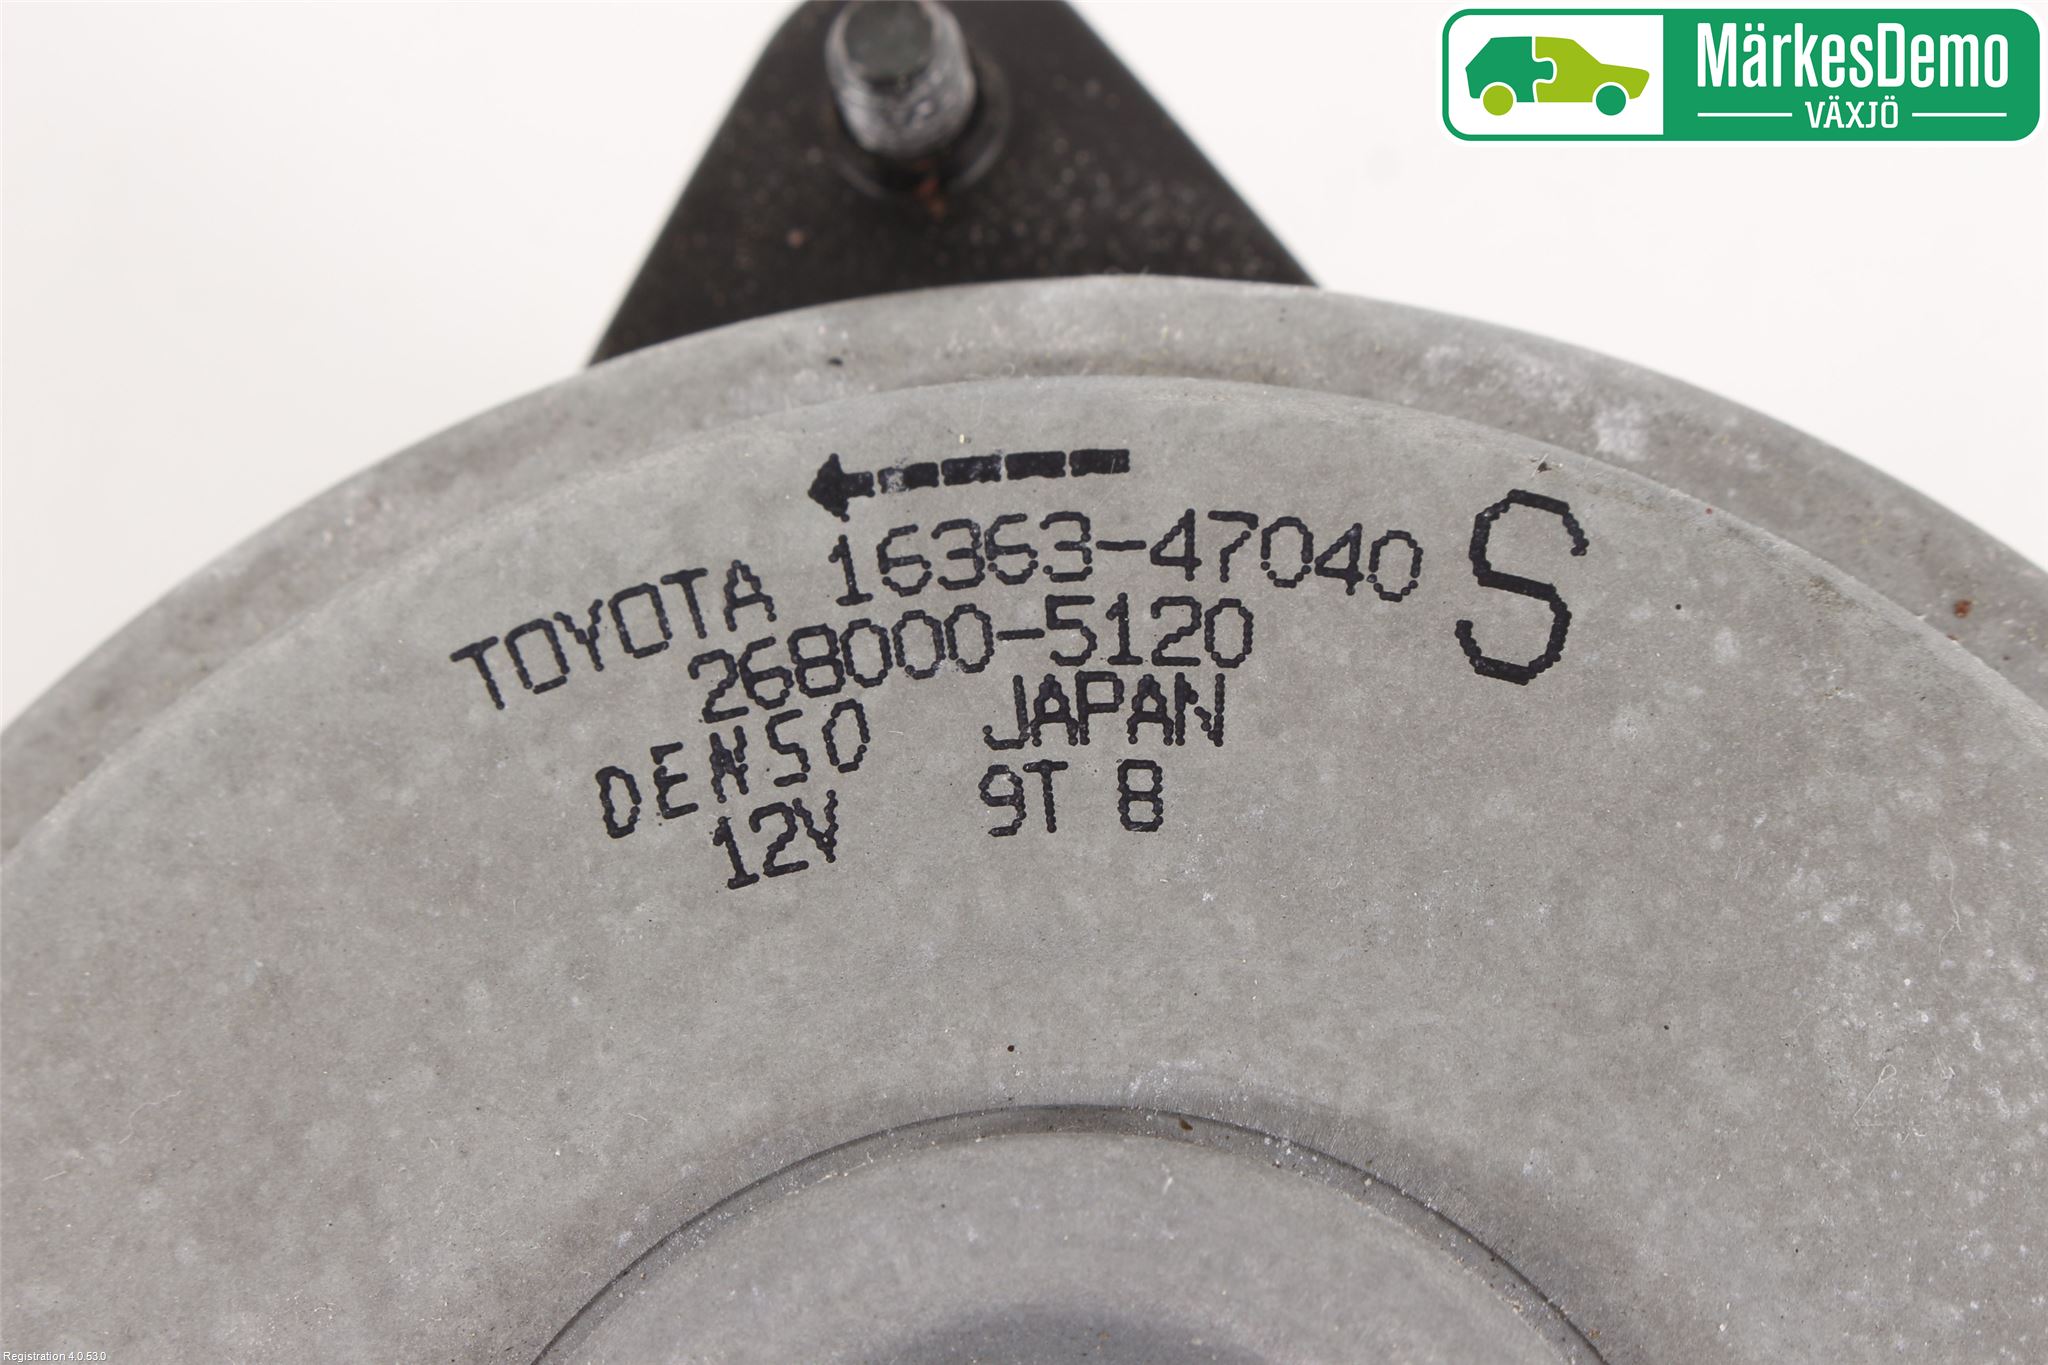 MärkesDemo
VÄXJÖ
TOYOTA 16363-47040 S
268000-5120
DENSO JAPAN
12V 9T 8
Registration 4.0.53.0